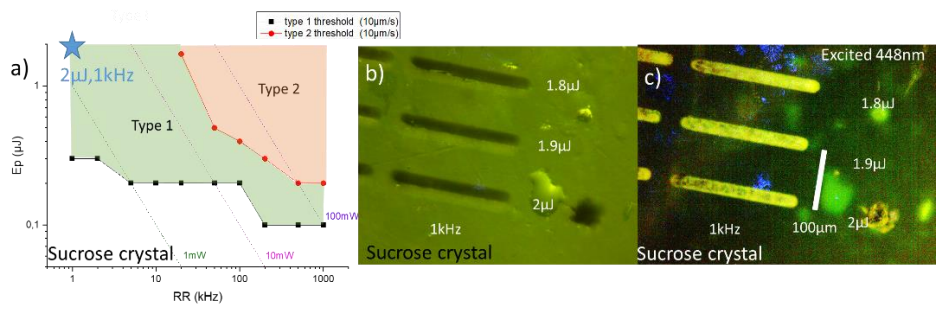 type 1 threshold (10μm/s)
type 2 threshold (10μm/s)
a)
2μJ,1kHz
Type 2
Type 1
Ep (μJ)
1
0,1
1mW
10mW
100mW
Sucrose crystal
1
10
100
1000
RR (kHz)
b)
1.8μJ
1.9μJ
2μJ
1kHz
Sucrose crystal
c)
Excited 448nm
1.8μJ
1.9μJ
2μJ
100μm
1kHz
Sucrose crystal